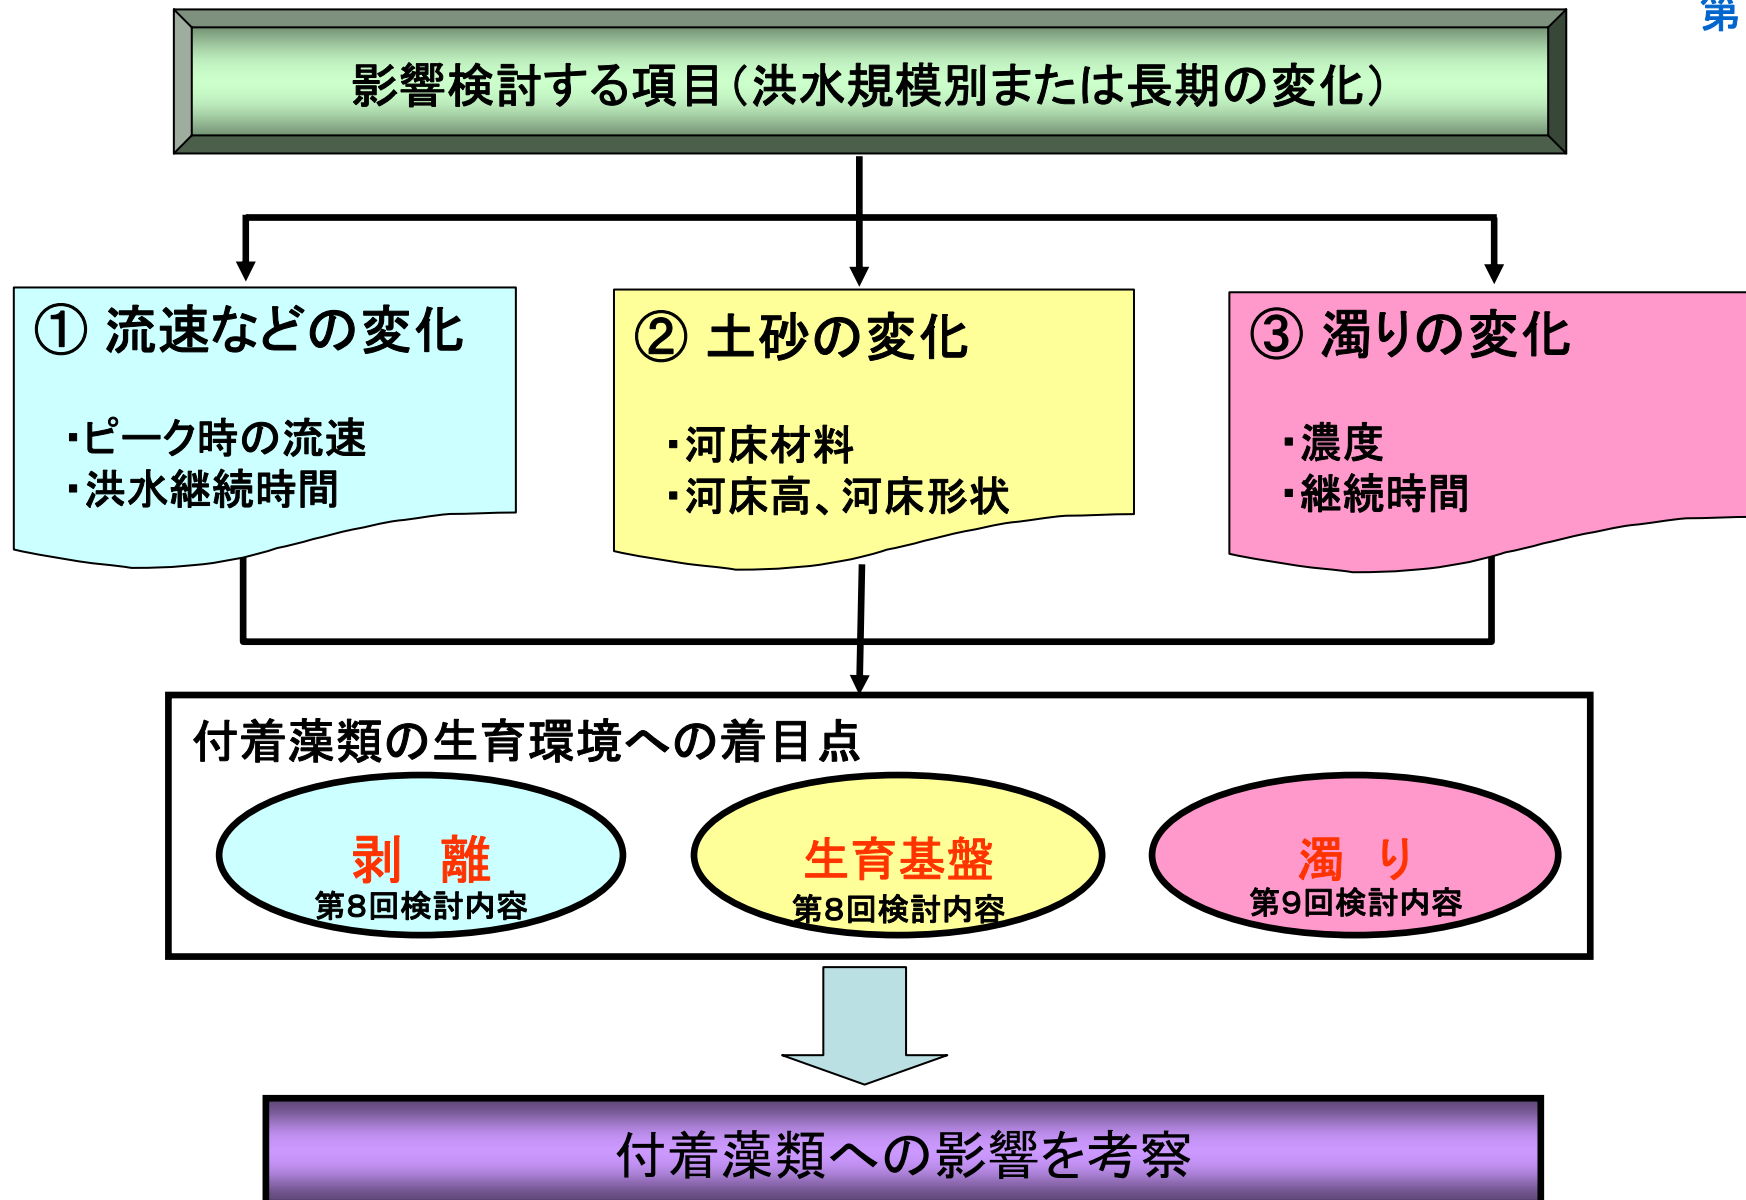 第
影響検討する項目（洪水規模別または長期の変化）
① 流速などの変化
・ピーク時の流速
・洪水継続時間
② 土砂の変化
・河床材料
・河床高、河床形状
③ 濁りの変化
・濃度
・継続時間
付着藻類の生育環境への着目点
剥　離
第8回検討内容
生育基盤
第8回検討内容
濁　り
第9回検討内容
付着藻類への影響を考察